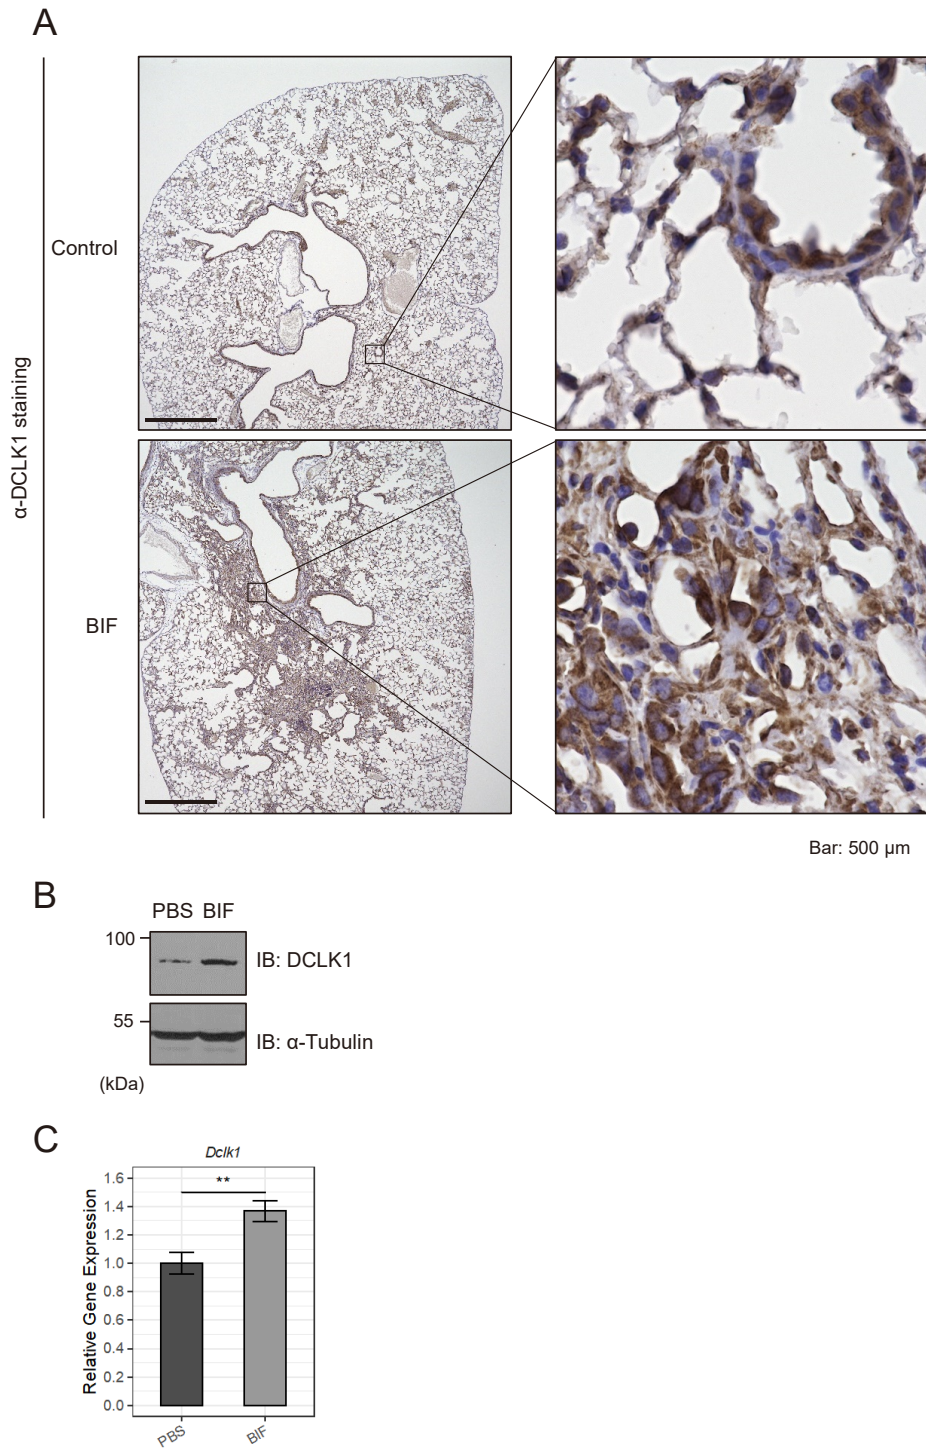 A
α-DCLK1 staining
Control
BIF
Bar: 500 μm
B
PBS BIF
100
IB: DCLK1
55
IB: α-Tubulin
(kDa)
C
Dclk1
**
Relative Gene Expression
1.6
1.4
1.2
1.0
0.8
0.6
0.4
0.2
0.0
PBS
BIF